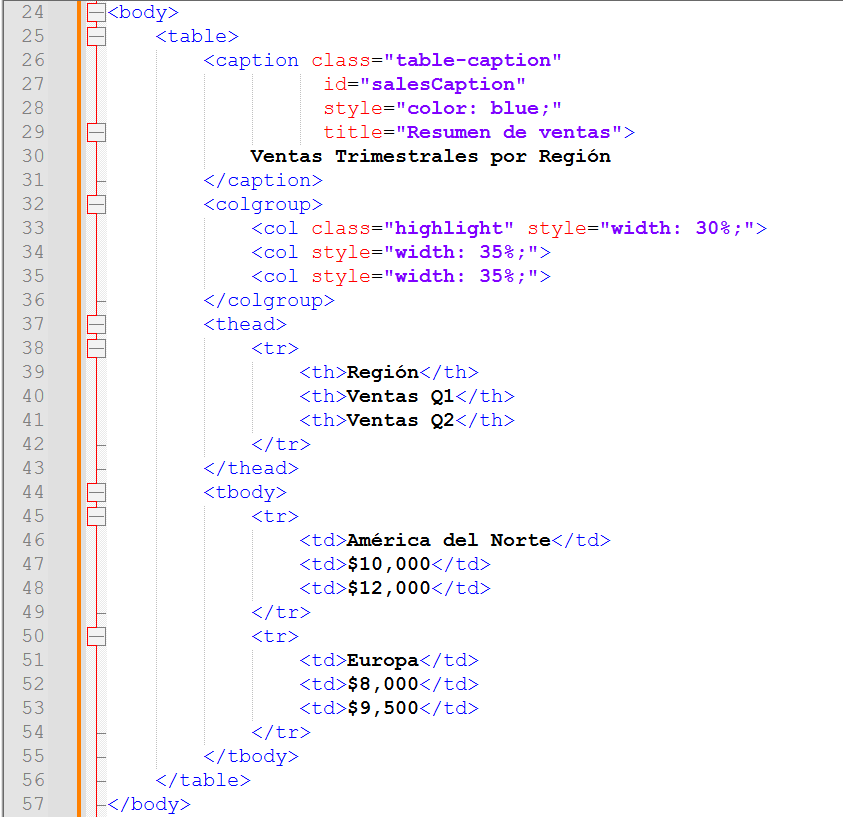 24 <body>
25 <table>
26 <caption class="table-caption"
27 id="salesCaption"
28 style="color: blue;"
29 title="Resumen de ventas">
30 Ventas Trimestrales por Región
31 </caption>
32 <colgroup>
33 <col class="highlight" style="width: 30%;">
34 <col style="width: 35%;">
35 <col style="width: 35%;">
36 </colgroup>
37 <thead>
38 <tr>
39 <th>Región</th>
40 <th>Ventas Q1</th>
41 <th>Ventas Q2</th>
42 </tr>
43 </thead>
44 <tbody>
45 <tr>
46 <td>América del Norte</td>
47 <td>$10,000</td>
48 <td>$12,000</td>
49 </tr>
50 <tr>
51 <td>Europa</td>
52 <td>$8,000</td>
53 <td>$9,500</td>
54 </tr>
55 </tbody>
56 </table>
57 </body>